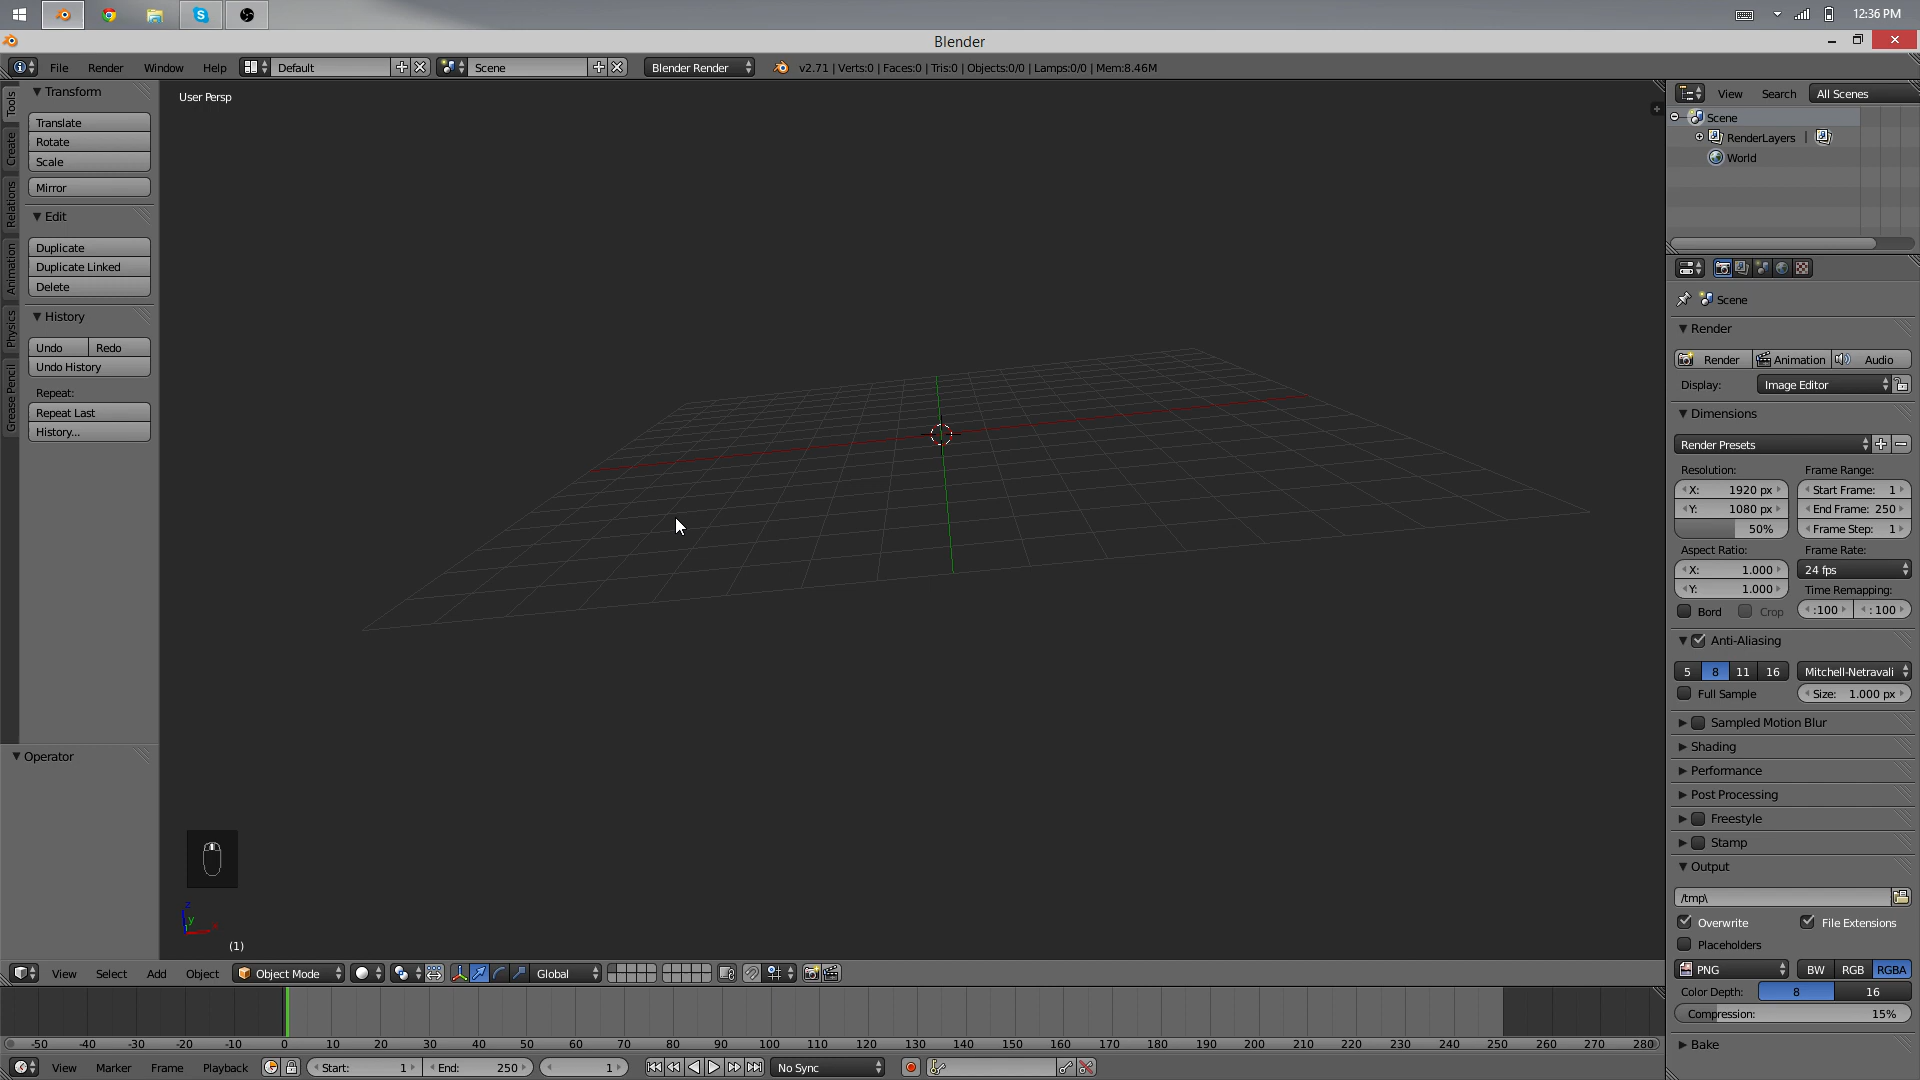 12:36 PM
Blender
File Render Window Help Default Scene Blender Render v2.71 | Verts:0 | Faces:0 | Tris:0 | Objects:0/0 | Lamps:0/0 | Mem:8.46M
Tools
Create
Relations
Animation
Physics
Grease Pencil
Transform
Translate
Rotate
Scale
Mirror
Edit
Duplicate
Duplicate Linked
Delete
History
Undo Redo
Undo History
Repeat:
Repeat Last
History...
Operator
User Persp
z
y
x
(1)
View Select Add Object Object Mode Global
-50 -40 -30 -20 -10 0 10 20 30 40 50 60 70 80 90 100 110 120 130 140 150 160 170 180 190 200 210 220 230 240 250 260 270 280
View Marker Frame Playback Start: 1 End: 250 1 No Sync
View Search All Scenes
Scene
RenderLayers |
World
Scene
Render
Render Animation Audio
Display: Image Editor
Dimensions
Render Presets
Resolution: Frame Range:
X: 1920 px Start Frame: 1
Y: 1080 px End Frame: 250
50% Frame Step: 1
Aspect Ratio: Frame Rate:
X: 1.000 24 fps
Y: 1.000 Time Remapping:
Bord Crop :100 : 100
Anti-Aliasing
5 8 11 16 Mitchell-Netravali
Full Sample Size: 1.000 px
Sampled Motion Blur
Shading
Performance
Post Processing
Freestyle
Stamp
Output
/tmp\
Overwrite File Extensions
Placeholders
PNG BW RGB RGBA
Color Depth: 8 16
Compression: 15%
Bake